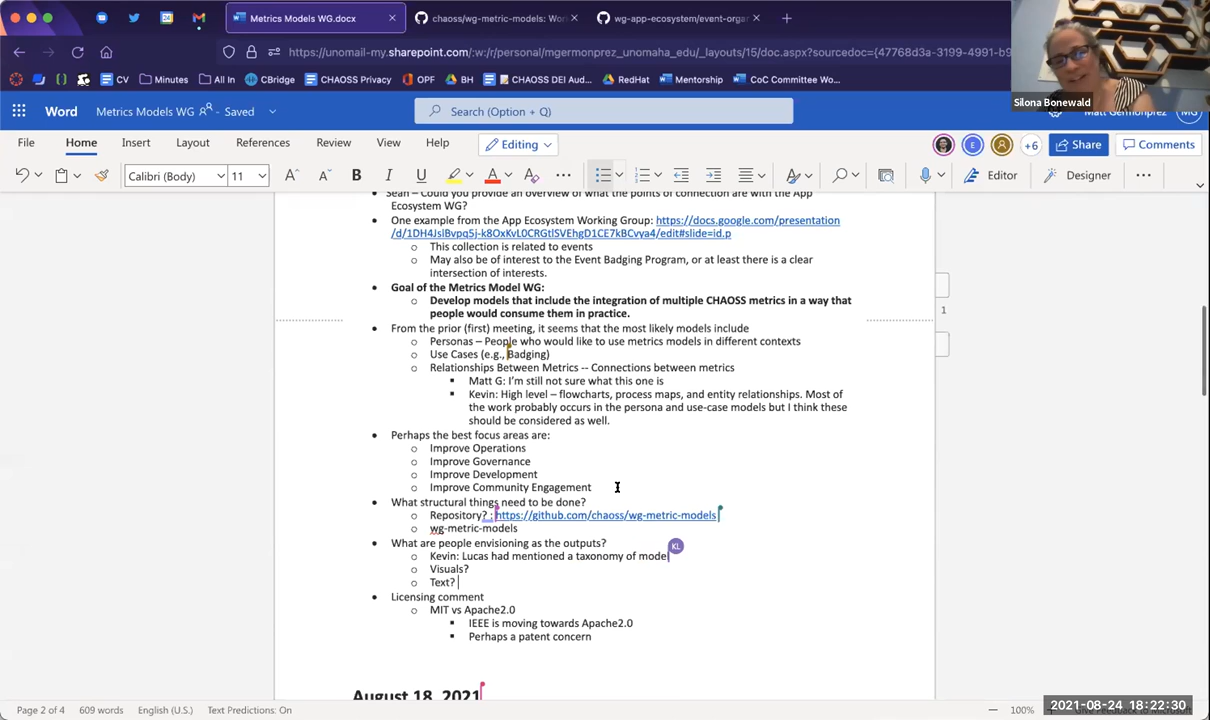 Metrics Models WG.docx
chaoss/wg-metric-models: Wor
wg-app-ecosystem/event-orga
https://unomail-my.sharepoint.com/:w:/r/personal/mgermonprez_unomaha_edu/_layouts/15/doc.aspx?sourcedoc={47768d3a-3199-4991-b9
CV
Minutes
All In
CBridge
CHAOSS Privacy
OPF
BH
CHAOSS DEI Aud...
RedHat
Mentorship
CoC Committee Wo...
Silona Bonewald
Word
Metrics Models WG
- Saved
Search (Option + Q)
Matt Germonprez
MG
File
Home
Insert
Layout
References
Review
View
Help
Editing
E
A
+6
Share
Comments
Calibri (Body)
11
B
I
U
Editor
Designer
Sean – Could you provide an overview of what the points of connection are with the App
Ecosystem WG?
One example from the App Ecosystem Working Group: https://docs.google.com/presentation
/d/1DH4JsIBvpq5j-k8OxKvL0CRGtlSVEhgD1CE7kBCvya4/edit#slide=id.p
This collection is related to events
May also be of interest to the Event Badging Program, or at least there is a clear
intersection of interests.
Goal of the Metrics Model WG:
Develop models that include the integration of multiple CHAOSS metrics in a way that
people would consume them in practice.
1
From the prior (first) meeting, it seems that the most likely models include
Personas – People who would like to use metrics models in different contexts
Use Cases (e.g., Badging)
Relationships Between Metrics -- Connections between metrics
Matt G: I'm still not sure what this one is
Kevin: High level – flowcharts, process maps, and entity relationships. Most of
the work probably occurs in the persona and use-case models but I think these
should be considered as well.
Perhaps the best focus areas are:
Improve Operations
Improve Governance
Improve Development
Improve Community Engagement
What structural things need to be done?
Repository? : https://github.com/chaoss/wg-metric-models
wg-metric-models
What are people envisioning as the outputs?
KL
Kevin: Lucas had mentioned a taxonomy of model
Visuals?
Text?
Licensing comment
MIT vs Apache2.0
IEEE is moving towards Apache2.0
Perhaps a patent concern
August 18, 2021
Page 2 of 4
609 words
English (U.S.)
Text Predictions: On
100%
2021-08-24 18:22:30